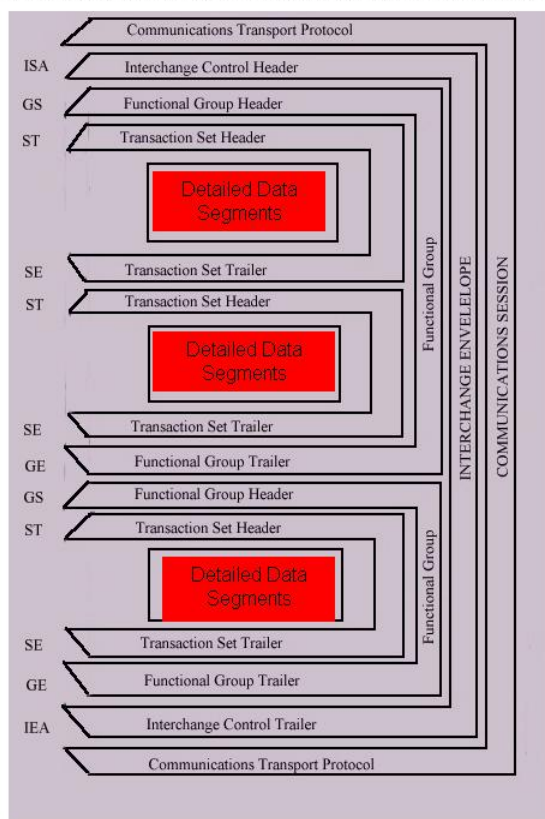 Communications Transport Protocol
ISA Interchange Control Header
GS Functional Group Header
ST Transaction Set Header
Detailed Data
Segments
SE Transaction Set Trailer
ST Transaction Set Header
Detailed Data
Segments
SE Transaction Set Trailer
GE Functional Group Trailer
Functional Group
GS Functional Group Header
ST Transaction Set Header
Detailed Data
Segments
SE Transaction Set Trailer
GE Functional Group Trailer
Functional Group
IEA Interchange Control Trailer
Communications Transport Protocol
INTERCHANGE ENVELELOPE
COMMUNICATIONS SESSION